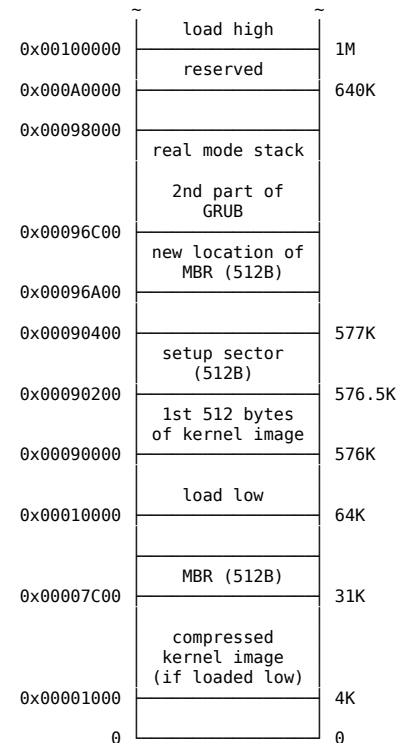 ~ ~
load high
0x00100000 1M
reserved
0x000A0000 640K
0x00098000
real mode stack
2nd part of
GRUB
0x00096C00
new location of
MBR (512B)
0x00096A00
0x00090400 577K
setup sector
(512B)
0x00090200 576.5K
1st 512 bytes
of kernel image
0x00090000 576K
load low
0x00010000 64K
MBR (512B)
0x00007C00 31K
compressed
kernel image
(if loaded low)
0x00001000 4K
0 0